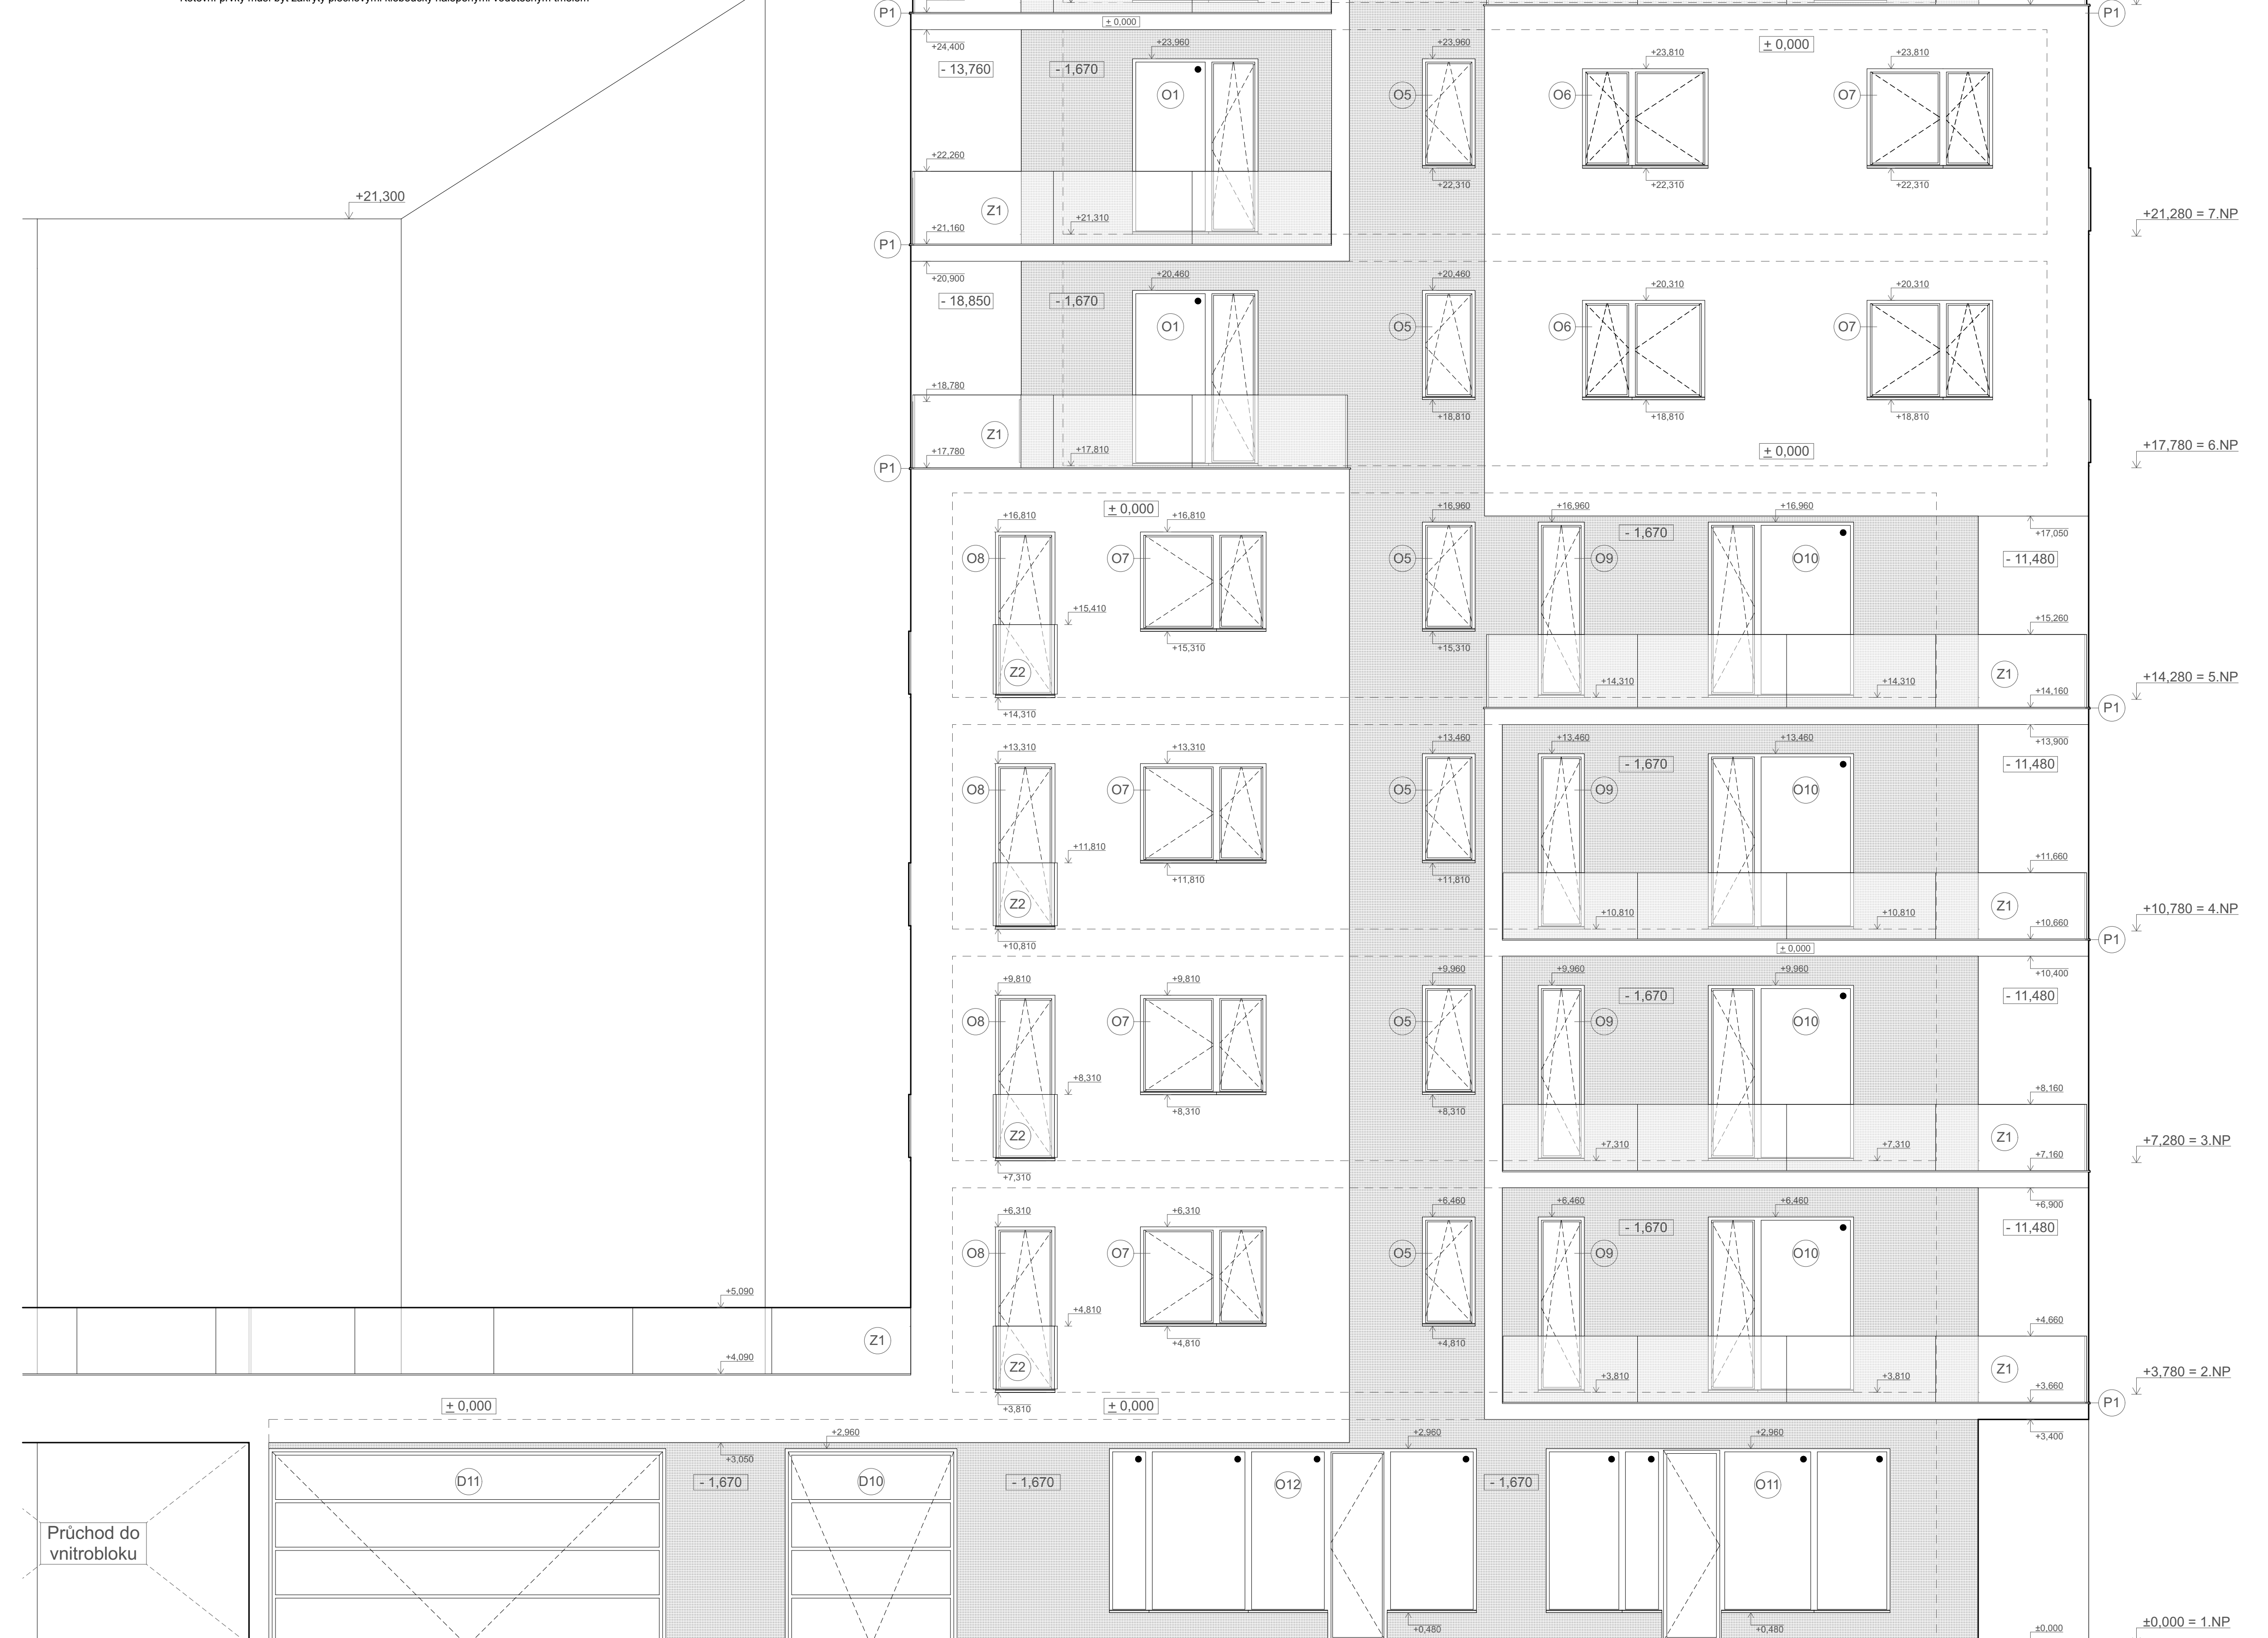 Kotevní prvky musí být zakryty plechovými kloboučky nalepenými vodotěsným tmelem
P1
± 0,000
P1
+24,400
+23,960
+23,960
+23,810
± 0,000
+23,810
- 13,760
- 1,670
O1
O5
O6
O7
+22,260
+22,310
+22,310
+22,310
+21,300
Z1
+21,310
+21,280 = 7.NP
+21,160
P1
+20,900
+20,460
+20,460
+20,310
+20,310
- 18,850
- 1,670
O1
O5
O6
O7
+18,780
+18,810
+18,810
+18,810
Z1
+17,780
+17,810
± 0,000
+17,780 = 6.NP
P1
+16,810
± 0,000
+16,810
+16,960
+16,960
+16,960
- 1,670
+17,050
O8
O7
O5
O9
O10
- 11,480
+15,410
+15,260
+15,310
+15,310
Z2
Z1
+14,310
+14,310
+14,280 = 5.NP
+14,160
+14,310
P1
+13,310
+13,310
+13,460
+13,460
+13,460
+13,900
- 1,670
- 11,480
O8
O7
O5
O9
O10
+11,810
+11,660
+11,810
+11,810
Z2
Z1
+10,810
+10,810
+10,780 = 4.NP
+10,660
+10,810
P1
± 0,000
+9,810
+9,810
+9,960
+9,960
+9,960
+10,400
- 1,670
- 11,480
O8
O7
O5
O9
O10
+8,310
+8,160
+8,310
+8,310
Z2
Z1
+7,310
+7,310
+7,280 = 3.NP
+7,160
+7,310
+6,310
+6,310
+6,460
+6,460
+6,460
+6,900
- 1,670
- 11,480
O8
O7
O5
O9
O10
+5,090
+4,810
+4,660
+4,810
+4,810
Z1
+4,090
Z2
Z1
+3,810
+3,810
+3,780 = 2.NP
+3,660
± 0,000
+3,810
± 0,000
P1
+3,050
+2,960
+2,960
+2,960
+3,400
D11
- 1,670
D10
- 1,670
O12
- 1,670
O11
Průchod do
vnitrobloku
+0,480
+0,480
±0,000
±0,000 = 1.NP